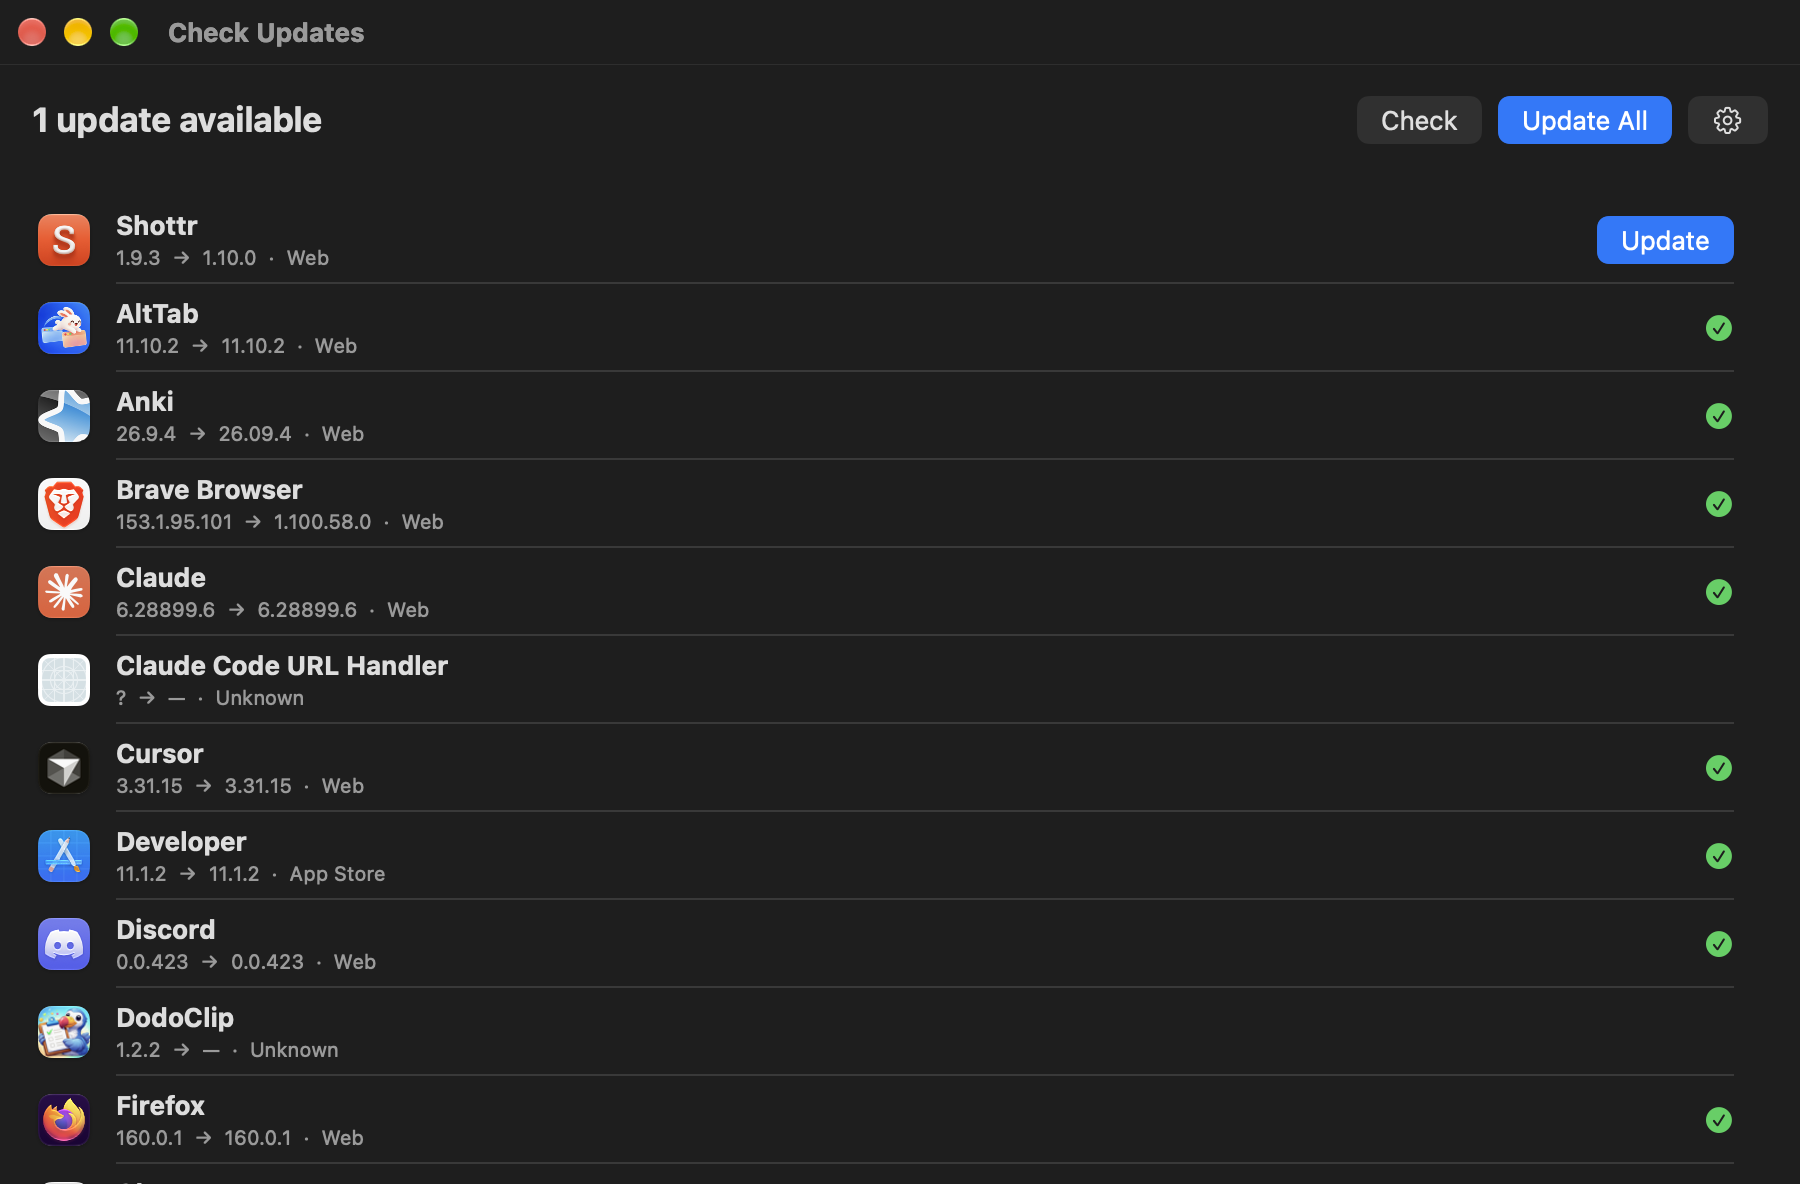 Check Updates
1 update available
Check
Update All
Shottr
1.9.3 → 1.10.0 · Web
Update
AltTab
11.10.2 → 11.10.2 · Web
Anki
26.9.4 → 26.09.4 · Web
Brave Browser
153.1.95.101 → 1.100.58.0 · Web
Claude
6.28899.6 → 6.28899.6 · Web
Claude Code URL Handler
? → — · Unknown
Cursor
3.31.15 → 3.31.15 · Web
Developer
11.1.2 → 11.1.2 · App Store
Discord
0.0.423 → 0.0.423 · Web
DodoClip
1.2.2 → — · Unknown
Firefox
160.0.1 → 160.0.1 · Web